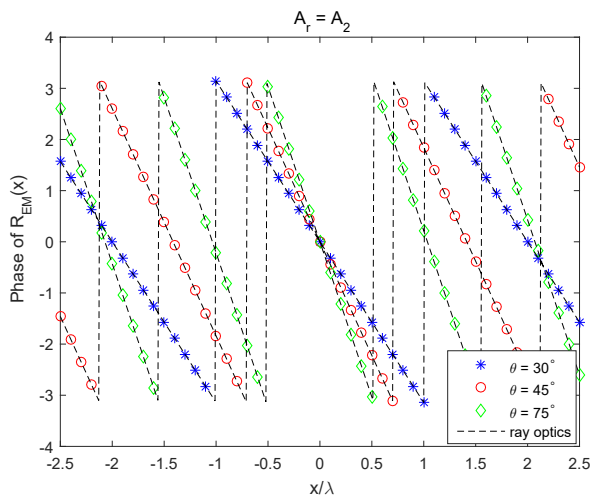 A_r = A_2
Phase of R_EM(x)
4
3
2
1
0
-1
-2
-3
-4
-2.5 -2 -1.5 -1 -0.5 0 0.5 1 1.5 2 2.5
x/λ
θ = 30°
θ = 45°
θ = 75°
ray optics